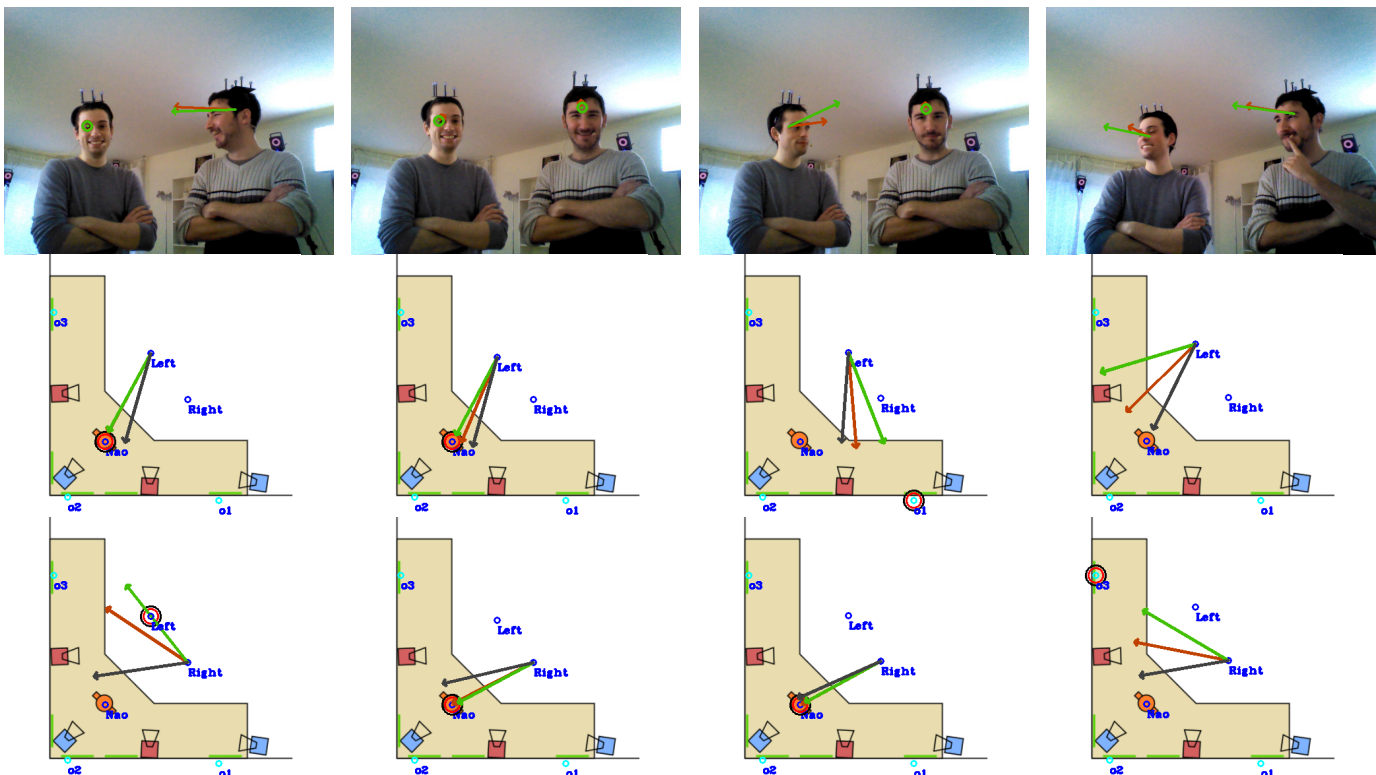 o3 o3 o3 o3
Left Left Left Left
Right Right Right Right
Nao Nao Nao Nao
o2 o1 o2 o1 o2 o1 o2 o1
o3 o3 o3 o3
Left Left Left Left
Right Right Right Right
Nao Nao Nao Nao
o2 o1 o2 o1 o2 o1 o2 o1